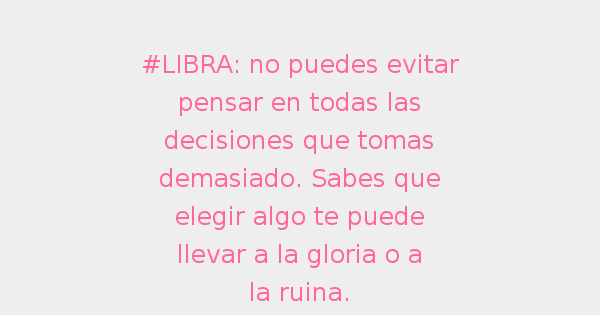 #LIBRA: no puedes evitar
pensar en todas las
decisiones que tomas
demasiado. Sabes que
elegir algo te puede
llevar a la gloria o a
la ruina.